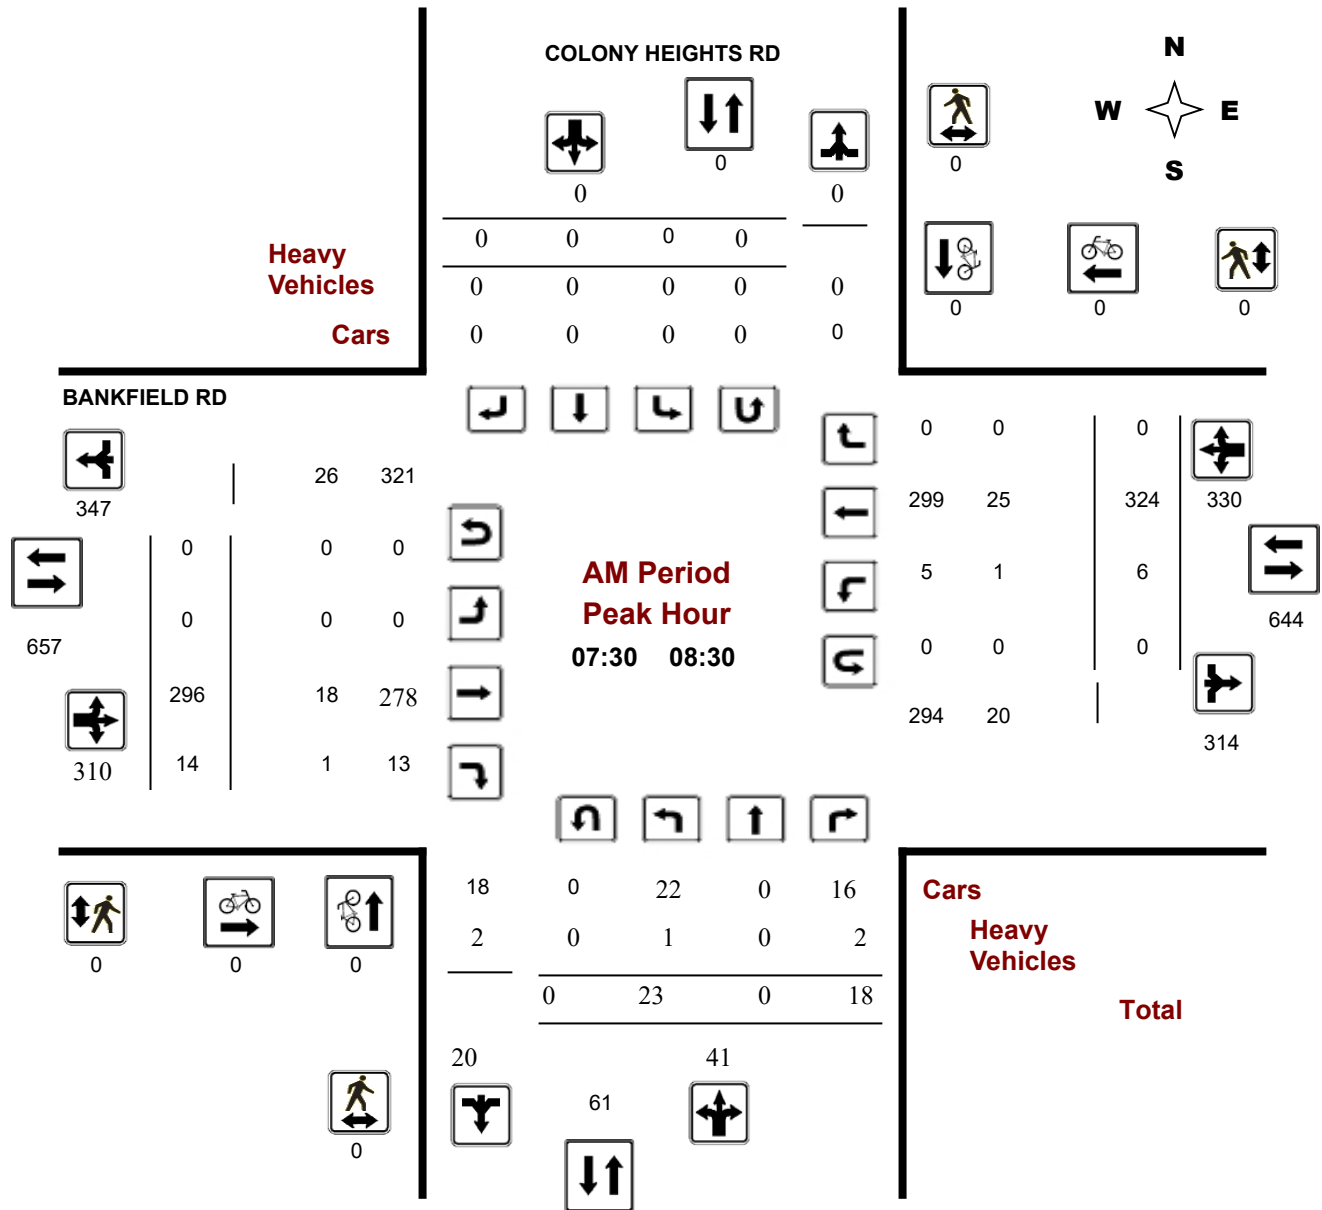 COLONY HEIGHTS RD
N
W E
S
0
0
0
0 0
0 0 0 0
Heavy
Vehicles
0 0 0 0 0
Cars
0 0 0 0 0
0 0 0
BANKFIELD RD
347
26 321
0 0 0
0 0 0
657
296 18 278
310
14 1 13
AM Period
Peak Hour
07:30 08:30
0 0 0
299 25 324 330
5 1 6
644
0 0 0
294 20
314
18 0 22 0 16
2 0 1 0 2
0 23 0 18
Cars
Heavy
Vehicles
Total
0 0 0
20 41
61
0